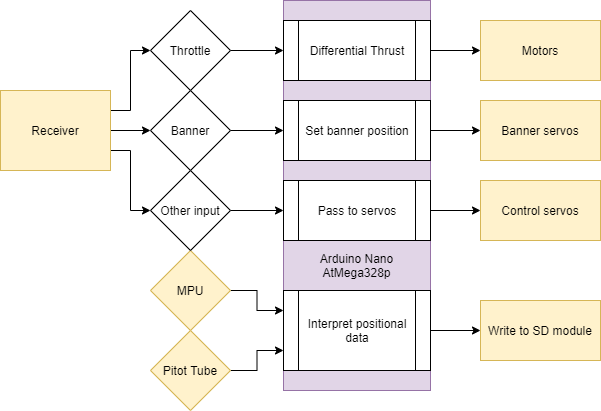 Throttle
Differential Thrust
Motors
Receiver
Banner
Set banner position
Banner servos
Other input
Pass to servos
Control servos
Arduino Nano
AtMega328p
MPU
Interpret positional
data
Write to SD module
Pitot Tube